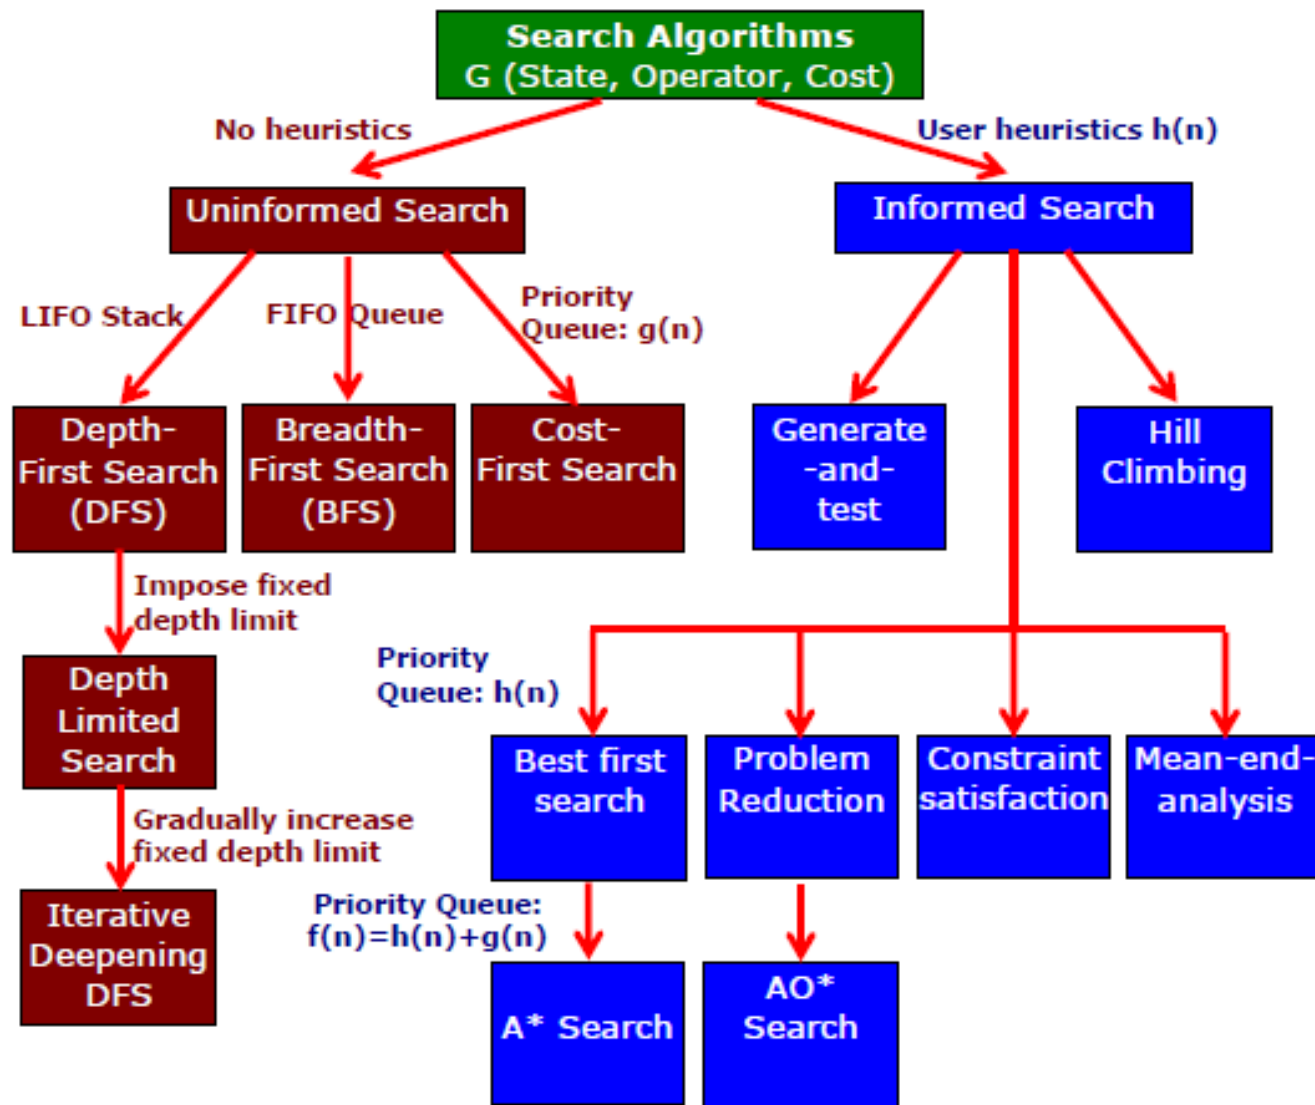 Search Algorithms
G (State, Operator, Cost)
No heuristics
User heuristics h(n)
Uninformed Search
Informed Search
LIFO Stack
FIFO Queue
Priority
Queue: g(n)
Depth-
First Search
(DFS)
Breadth-
First Search
(BFS)
Cost-
First Search
Generate
-and-
test
Hill
Climbing
Impose fixed
depth limit
Priority
Queue: h(n)
Depth
Limited
Search
Best first
search
Problem
Reduction
Constraint
satisfaction
Mean-end-
analysis
Gradually increase
fixed depth limit
Priority Queue:
f(n)=h(n)+g(n)
Iterative
Deepening
DFS
A* Search
AO*
Search